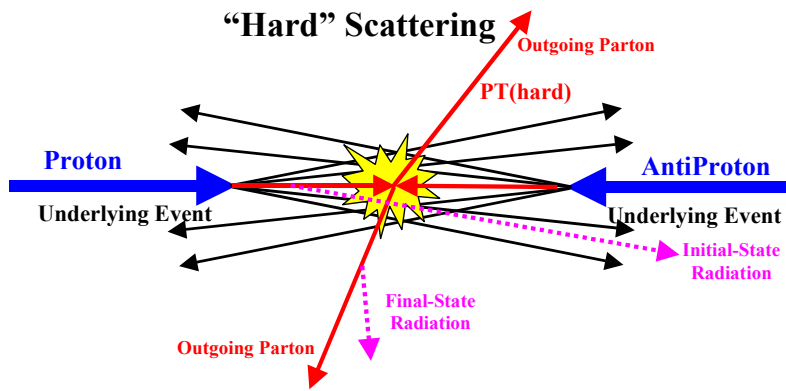 “Hard” Scattering
Outgoing Parton
PT(hard)
Proton
AntiProton
Underlying Event
Underlying Event
Initial-State
Radiation
Final-State
Radiation
Outgoing Parton